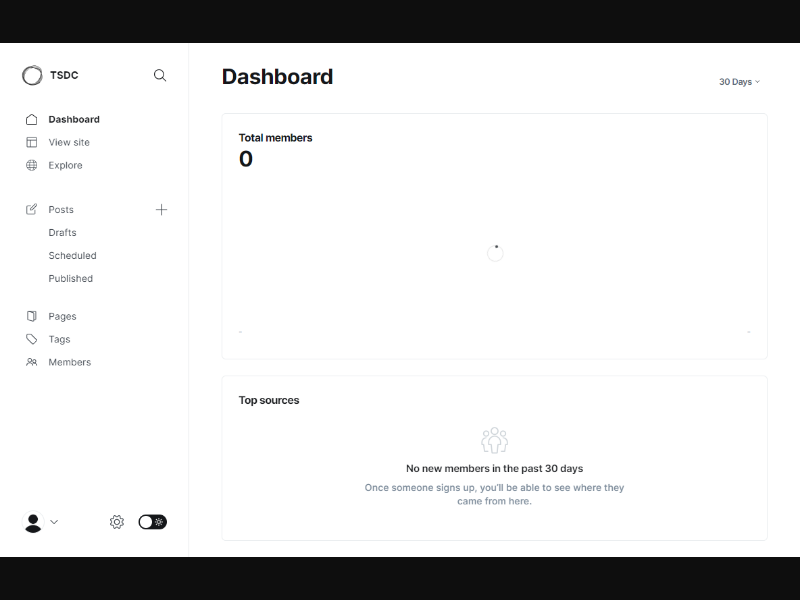 TSDC
Dashboard
View site
Explore
Posts
Drafts
Scheduled
Published
Pages
Tags
Members
Dashboard
30 Days
Total members
0
-
-
Top sources
No new members in the past 30 days
Once someone signs up, you'll be able to see where they
came from here.